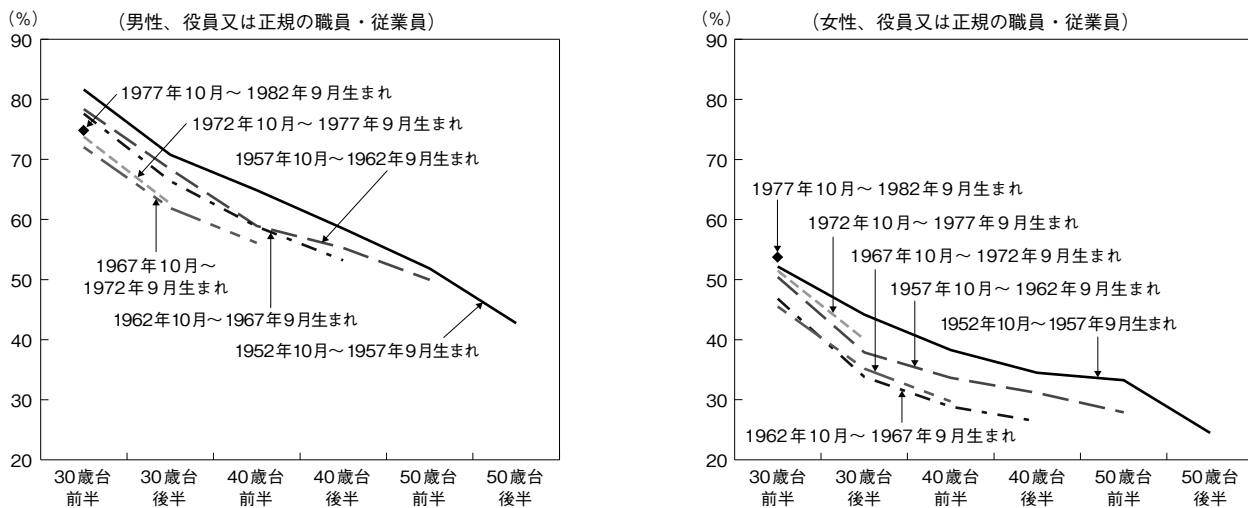 (%)
(男性、役員又は正規の職員・従業員)
90
80
70
60
50
40
30
20
1977年10月～1982年9月生まれ
1972年10月～1977年9月生まれ
1957年10月～1962年9月生まれ
1967年10月～
1972年9月生まれ
1962年10月～1967年9月生まれ
1952年10月～1957年9月生まれ
30歳台
前半
30歳台
後半
40歳台
前半
40歳台
後半
50歳台
前半
50歳台
後半
(%)
(女性、役員又は正規の職員・従業員)
90
80
70
60
50
40
30
20
1977年10月～1982年9月生まれ
1972年10月～1977年9月生まれ
1967年10月～1972年9月生まれ
1957年10月～1962年9月生まれ
1952年10月～1957年9月生まれ
1962年10月～1967年9月生まれ
30歳台
前半
30歳台
後半
40歳台
前半
40歳台
後半
50歳台
前半
50歳台
後半